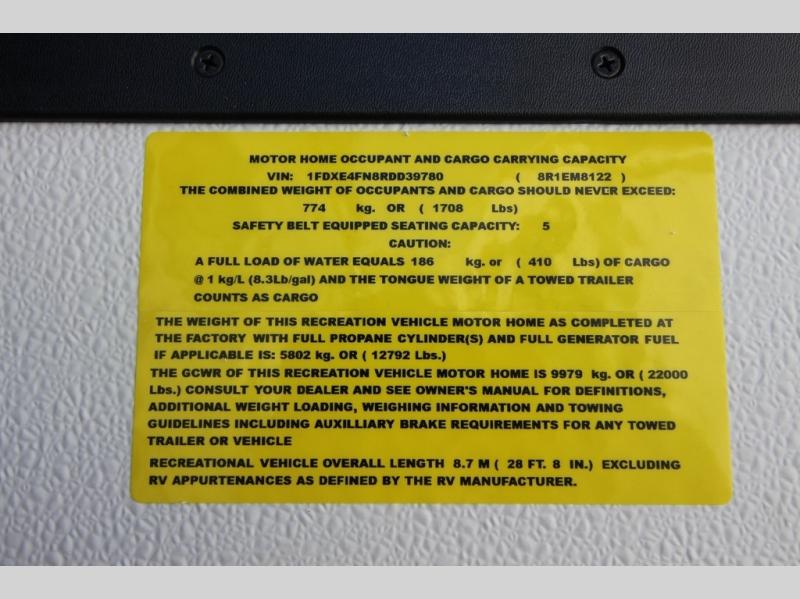 MOTOR HOME OCCUPANT AND CARGO CARRYING CAPACITY
VIN: 1FDXE4FN8RDD39780 ( 8R1EM8122 )
THE COMBINED WEIGHT OF OCCUPANTS AND CARGO SHOULD NEVER EXCEED:
774 kg. OR ( 1708 Lbs)
SAFETY BELT EQUIPPED SEATING CAPACITY: 5
CAUTION:
A FULL LOAD OF WATER EQUALS 186 kg. or ( 410 Lbs) OF CARGO
@ 1 kg/L (8.3Lb/gal) AND THE TONGUE WEIGHT OF A TOWED TRAILER
COUNTS AS CARGO
THE WEIGHT OF THIS RECREATION VEHICLE MOTOR HOME AS COMPLETED AT
THE FACTORY WITH FULL PROPANE CYLINDER(S) AND FULL GENERATOR FUEL
IF APPLICABLE IS: 5802 kg. OR ( 12792 Lbs.)
THE GCWR OF THIS RECREATION VEHICLE MOTOR HOME IS 9979 kg. OR ( 22000
Lbs.) CONSULT YOUR DEALER AND SEE OWNER'S MANUAL FOR DEFINITIONS,
ADDITIONAL WEIGHT LOADING, WEIGHING INFORMATION AND TOWING
GUIDELINES INCLUDING AUXILLIARY BRAKE REQUIREMENTS FOR ANY TOWED
TRAILER OR VEHICLE
RECREATIONAL VEHICLE OVERALL LENGTH 8.7 M ( 28 FT. 8 IN.) EXCLUDING
RV APPURTENANCES AS DEFINED BY THE RV MANUFACTURER.